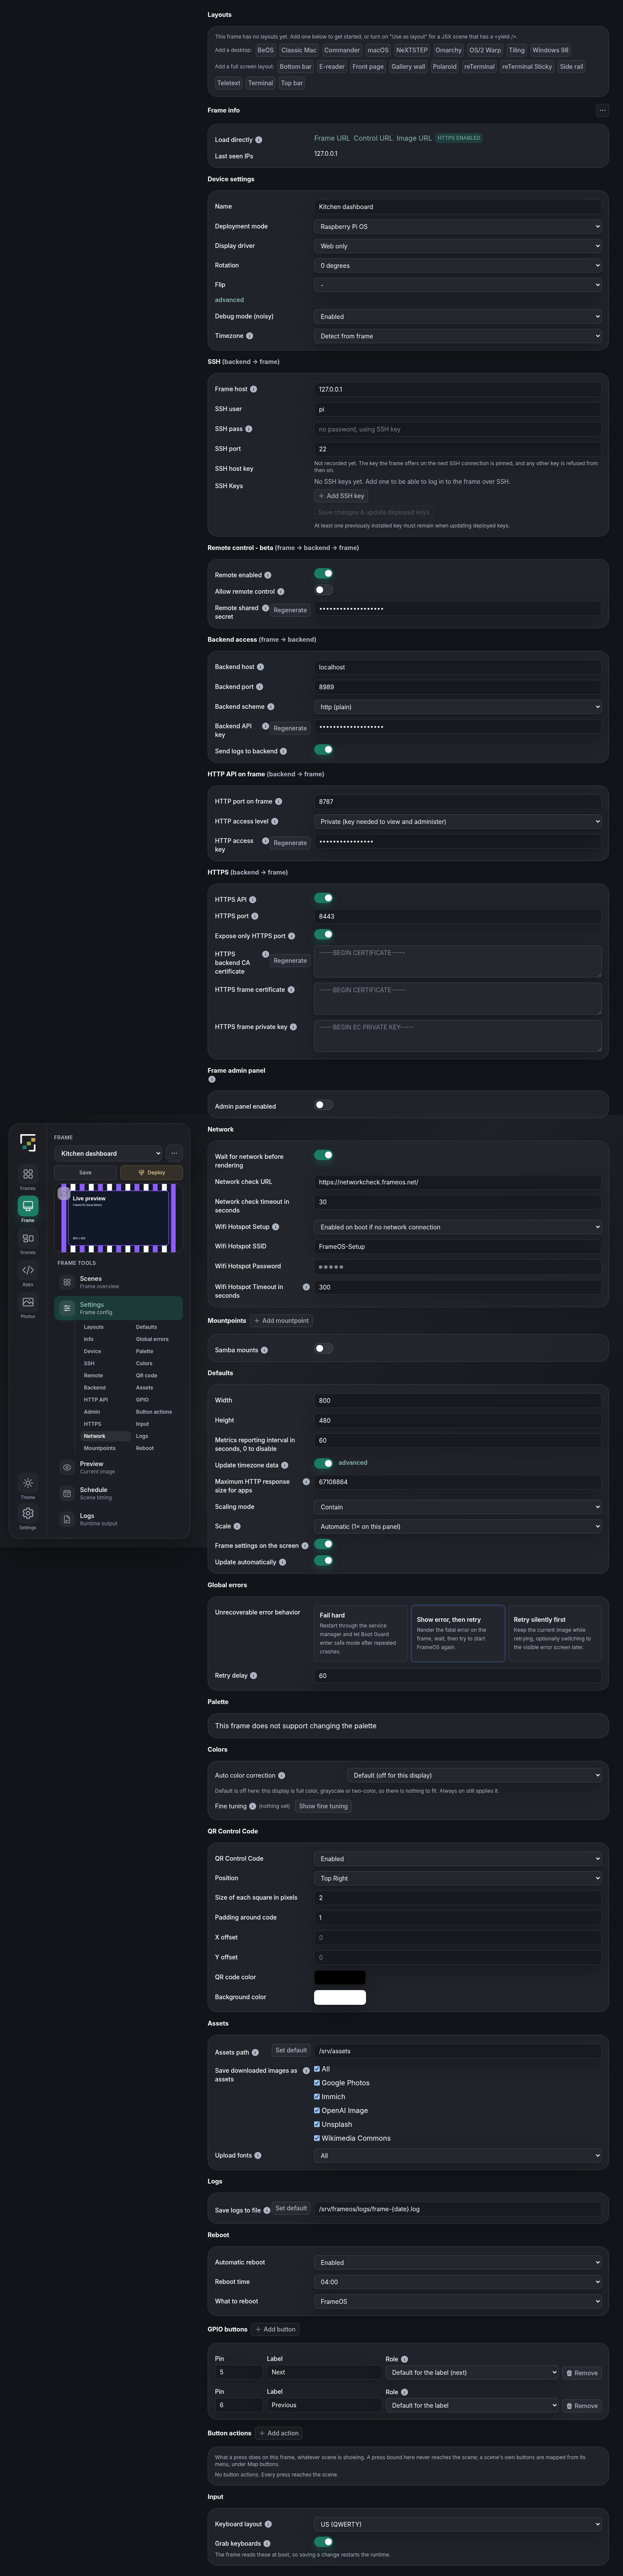 Layouts
This frame has no layouts yet. Add one below to get started, or turn on "Use as layout" for a JSX scene that has a <yield />.
Add a desktop: BeOS Classic Mac Commander macOS NeXTSTEP Omarchy OS/2 Warp Tiling Windows 98
Add a full screen layout: Bottom bar E-reader Front page Gallery wall Polaroid reTerminal reTerminal Sticky Side rail
Teletext Terminal Top bar
Frame info
Load directly Frame URL Control URL Image URL HTTPS ENABLED
Last seen IPs 127.0.0.1
Device settings
Name Kitchen dashboard
Deployment mode Raspberry Pi OS
Display driver Web only
Rotation 0 degrees
Flip -
advanced
Debug mode (noisy) Enabled
Timezone Detect from frame
SSH (backend → frame)
Frame host 127.0.0.1
SSH user pi
SSH pass no password, using SSH key
SSH port 22
SSH host key Not recorded yet. The key the frame offers on the next SSH connection is pinned, and any other key is refused from
then on.
SSH Keys No SSH keys yet. Add one to be able to log in to the frame over SSH.
+ Add SSH key
Save changes & update deployed keys
At least one previously installed key must remain when updating deployed keys.
Remote control - beta (frame → backend → frame)
Remote enabled
Allow remote control
Remote shared secret Regenerate ••••••••••••••••••
Backend access (frame → backend)
Backend host localhost
Backend port 8989
Backend scheme http (plain)
Backend API key Regenerate ••••••••••••••••••
Send logs to backend
HTTP API on frame (backend → frame)
HTTP port on frame 8787
HTTP access level Private (key needed to view and administer)
HTTP access key Regenerate ••••••••••••••••
HTTPS (backend → frame)
HTTPS API
HTTPS port 8443
Expose only HTTPS port
HTTPS backend CA certificate Regenerate -----BEGIN CERTIFICATE-----
HTTPS frame certificate -----BEGIN CERTIFICATE-----
HTTPS frame private key -----BEGIN EC PRIVATE KEY-----
Frame admin panel
Admin panel enabled
FRAME
Kitchen dashboard
Save Deploy
Live preview
FrameOS cloud Mock
800 x 480
FRAME TOOLS
Frames
Frame
Scenes
Apps
Photos
Theme
Settings
Scenes
Frame overview
Settings
Frame config
Layouts Defaults
Info Global errors
Device Palette
SSH Colors
Remote QR code
Backend Assets
HTTP API GPIO
Admin Button actions
HTTPS Input
Network Logs
Mountpoints Reboot
Preview
Current image
Schedule
Scene timing
Logs
Runtime output
Network
Wait for network before rendering
Network check URL https://networkcheck.frameos.net/
Network check timeout in seconds 30
Wifi Hotspot Setup Enabled on boot if no network connection
Wifi Hotspot SSID FrameOS-Setup
Wifi Hotspot Password •••••
Wifi Hotspot Timeout in seconds 300
Mountpoints + Add mountpoint
Samba mounts
Defaults
Width 800
Height 480
Metrics reporting interval in seconds, 0 to disable 60
Update timezone data advanced
Maximum HTTP response size for apps 67108864
Scaling mode Contain
Scale Automatic (1× on this panel)
Frame settings on the screen
Update automatically
Global errors
Unrecoverable error behavior
Fail hard
Restart through the service manager and let Boot Guard enter safe mode after repeated crashes.
Show error, then retry
Render the fatal error on the frame, wait, then try to start FrameOS again.
Retry silently first
Keep the current image while retrying, optionally switching to the visible error screen later.
Retry delay 60
Palette
This frame does not support changing the palette
Colors
Auto color correction Default (off for this display)
Default is off here: this display is full color, grayscale or two-color, so there is nothing to fit. Always on still applies it.
Fine tuning (nothing set) Show fine tuning
QR Control Code
QR Control Code Enabled
Position Top Right
Size of each square in pixels 2
Padding around code 1
X offset 0
Y offset 0
QR code color
Background color
Assets
Assets path Set default /srv/assets
Save downloaded images as assets
All
Google Photos
Immich
OpenAI Image
Unsplash
Wikimedia Commons
Upload fonts All
Logs
Save logs to file Set default /srv/frameos/logs/frame-{date}.log
Reboot
Automatic reboot Enabled
Reboot time 04:00
What to reboot FrameOS
GPIO buttons + Add button
Pin Label Role
5 Next Default for the label (next) Remove
Pin Label Role
6 Previous Default for the label Remove
Button actions + Add action
What a press does on this frame, whatever scene is showing. A press bound here never reaches the scene; a scene's own buttons are mapped from its
menu, under Map buttons.
No button actions. Every press reaches the scene.
Input
Keyboard layout US (QWERTY)
Grab keyboards
The frame reads these at boot, so saving a change restarts the runtime.